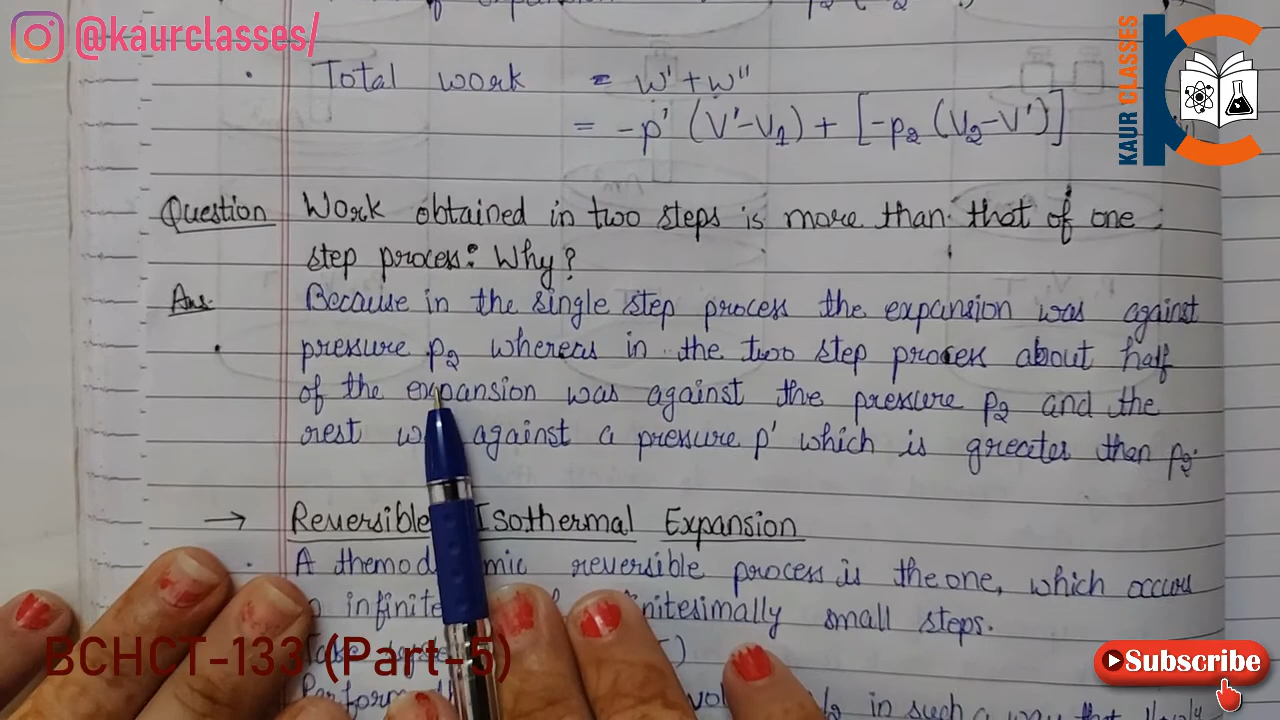 @kaurclasses/
KAUR CLASSES
Total work = w' + w"
= -p' (V'-V1) + [-p2 (V2-V')]
Question Work obtained in two steps is more than that of one
step process. Why?
Ans. Because in the single step process the expansion was against
pressure p2 whereas in the two step process about half
of the expansion was against the pressure p2 and the
rest against a pressure p' which is greater then p2.
→ Reversible Isothermal Expansion
A reversible process is the one, which occurs
small steps.
in such a way that
BCHCT-133 (Part-5)
Subscribe